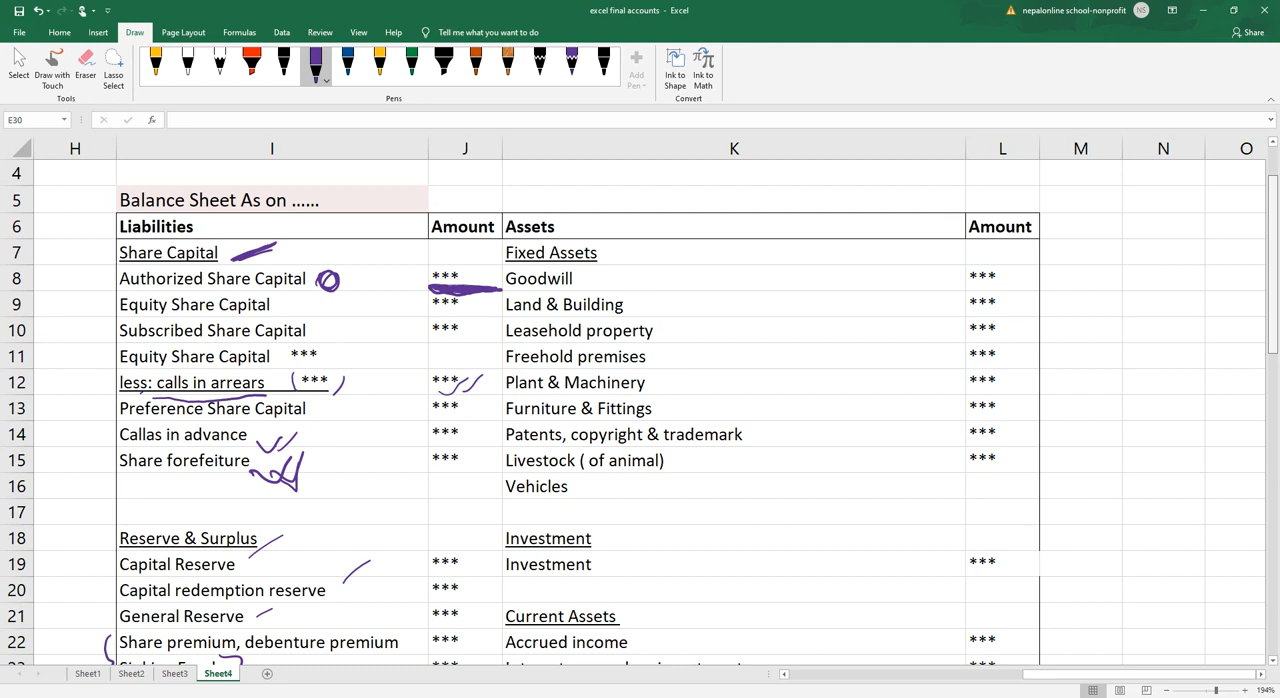 excel final accounts - Excel
nepalonline school-nonprofit NS
File Home Insert Draw Page Layout Formulas Data Review View Help Tell me what you want to do Share
Select Draw with Touch Eraser Lasso Select Add Pen Ink to Shape Ink to Math
Tools Pens Convert
E30 fx
H I J K L M N O
4
5 Balance Sheet As on ......
6 Liabilities Amount Assets Amount
7 Share Capital Fixed Assets
8 Authorized Share Capital *** Goodwill ***
9 Equity Share Capital *** Land & Building ***
10 Subscribed Share Capital *** Leasehold property ***
11 Equity Share Capital *** Freehold premises ***
12 less: calls in arrears (***) *** Plant & Machinery ***
13 Preference Share Capital *** Furniture & Fittings ***
14 Callas in advance *** Patents, copyright & trademark ***
15 Share forefeiture *** Livestock ( of animal) ***
16 Vehicles
17
18 Reserve & Surplus Investment
19 Capital Reserve *** Investment ***
20 Capital redemption reserve ***
21 General Reserve *** Current Assets
22 Share premium, debenture premium *** Accrued income ***
Sheet1 Sheet2 Sheet3 Sheet4
194%